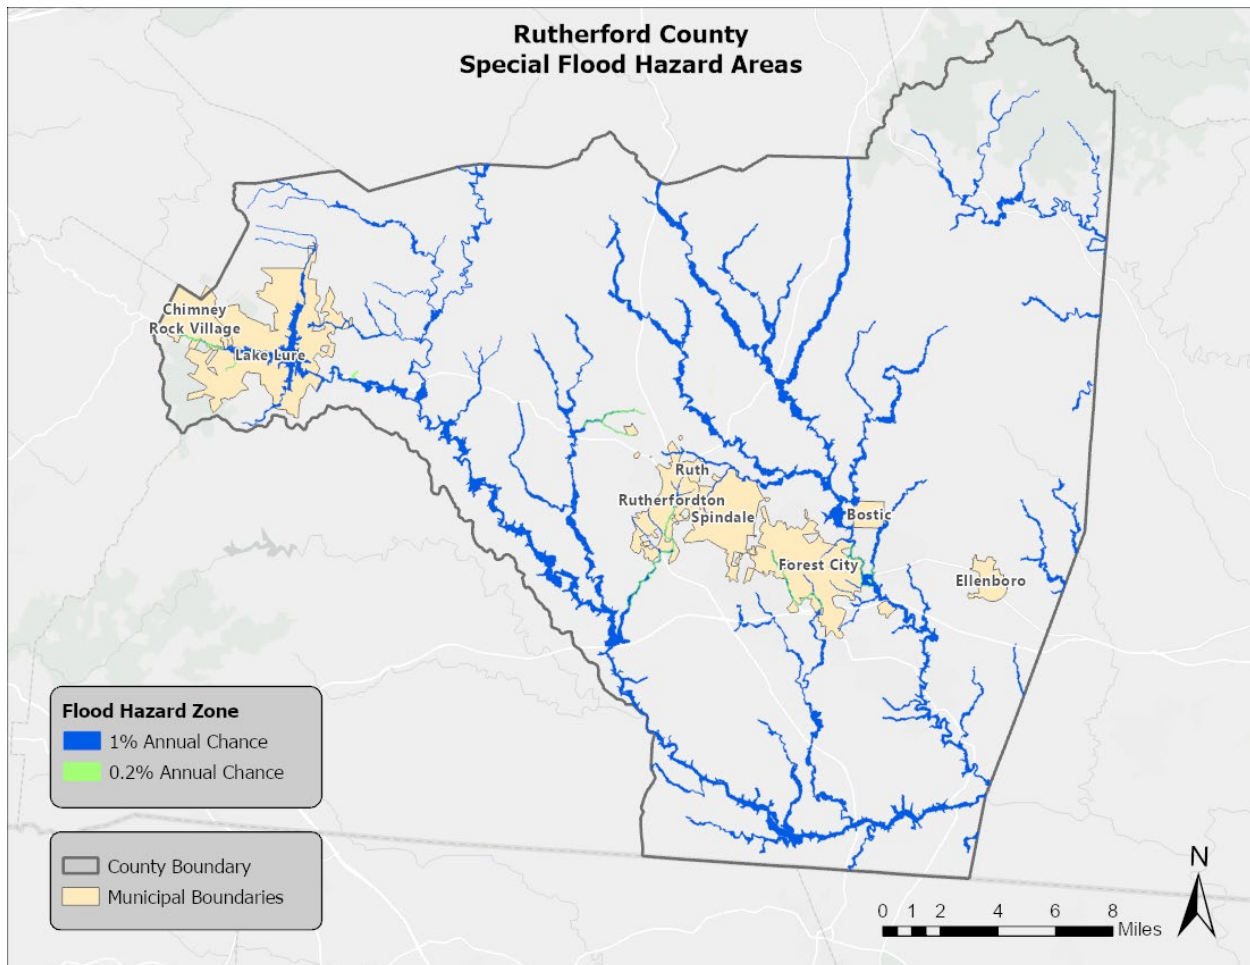 Rutherford County
Special Flood Hazard Areas
Chimney
Rock Village
Lake Lure
Ruth
Rutherfordton
Spindale
Bostic
Forest City
Ellenboro
Flood Hazard Zone
1% Annual Chance
0.2% Annual Chance
County Boundary
Municipal Boundaries
N
0 1 2 4 6 8
Miles